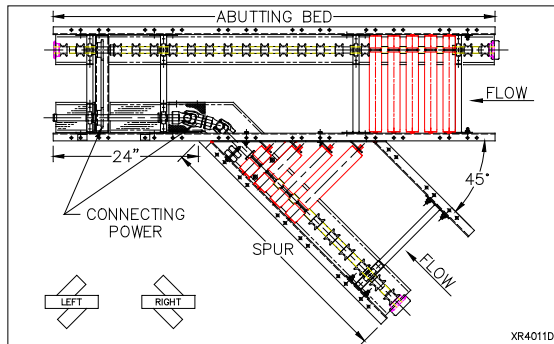 ABUTTING BED
FLOW
24"
45°
CONNECTING
POWER
SPUR
FLOW
LEFT
RIGHT
XR4011D